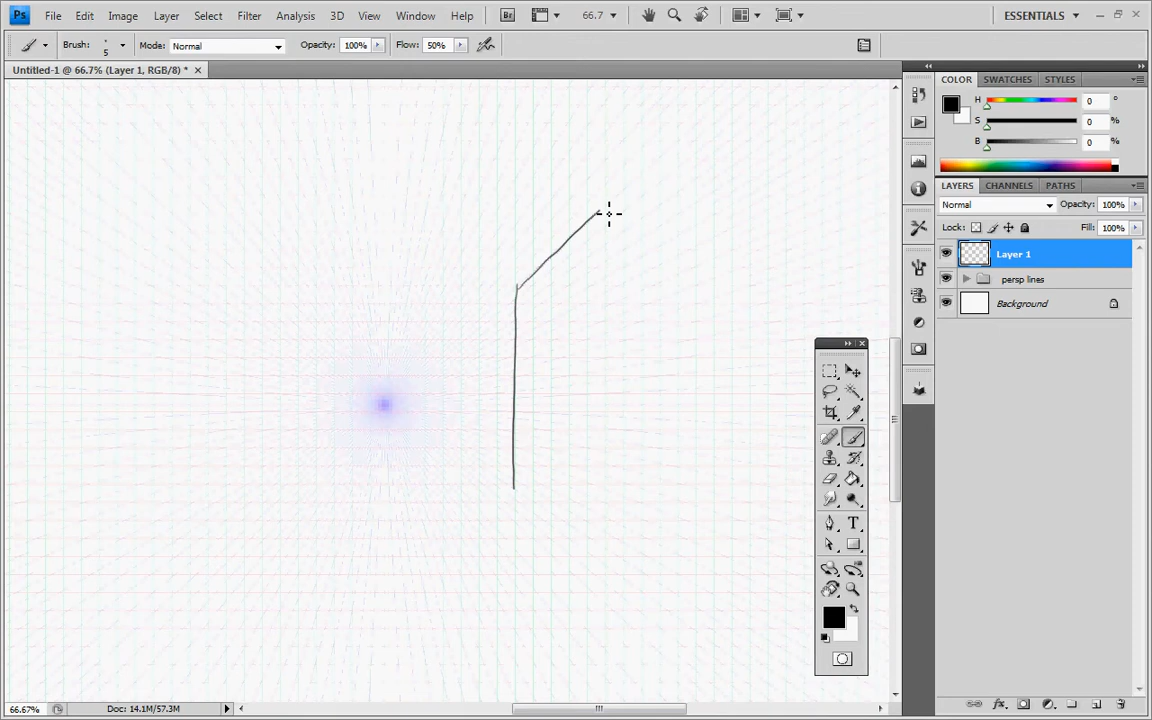 Ps File Edit Image Layer Select Filter Analysis 3D View Window Help Br 66.7 ESSENTIALS
Brush: 5 Mode: Normal Opacity: 100% Flow: 50%
Untitled-1 @ 66.7% (Layer 1, RGB/8) *
COLOR SWATCHES STYLES
H 0 °
S 0 %
B 0 %
LAYERS CHANNELS PATHS
Normal Opacity: 100%
Lock: Fill: 100%
Layer 1
persp lines
Background
T
66.67% Doc: 14.1M/57.3M
fx